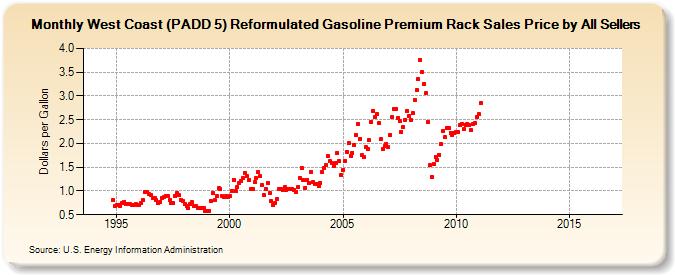 Monthly West Coast (PADD 5) Reformulated Gasoline Premium Rack Sales Price by All Sellers
Dollars per Gallon
4.0
3.5
3.0
2.5
2.0
1.5
1.0
0.5
1995 2000 2005 2010 2015
Source: U.S. Energy Information Administration